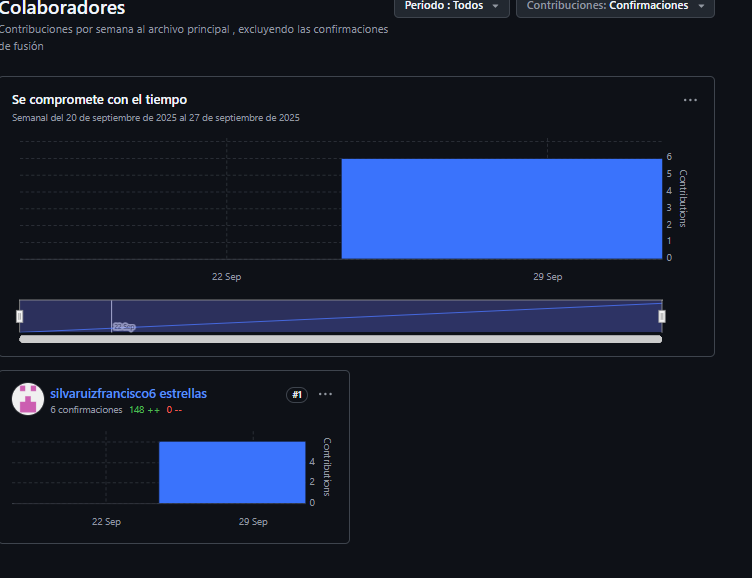 Colaboradores
Periodo : Todos
Contribuciones: Confirmaciones
Contribuciones por semana al archivo principal , excluyendo las confirmaciones
de fusión
Se compromete con el tiempo
Semanal del 20 de septiembre de 2025 al 27 de septiembre de 2025
6
5
4
3
2
1
0
Contributions
22 Sep
29 Sep
22 Sep
silvaruizfrancisco6 estrellas
#1
6 confirmaciones 148 ++ 0 --
4
2
0
Contributions
22 Sep
29 Sep